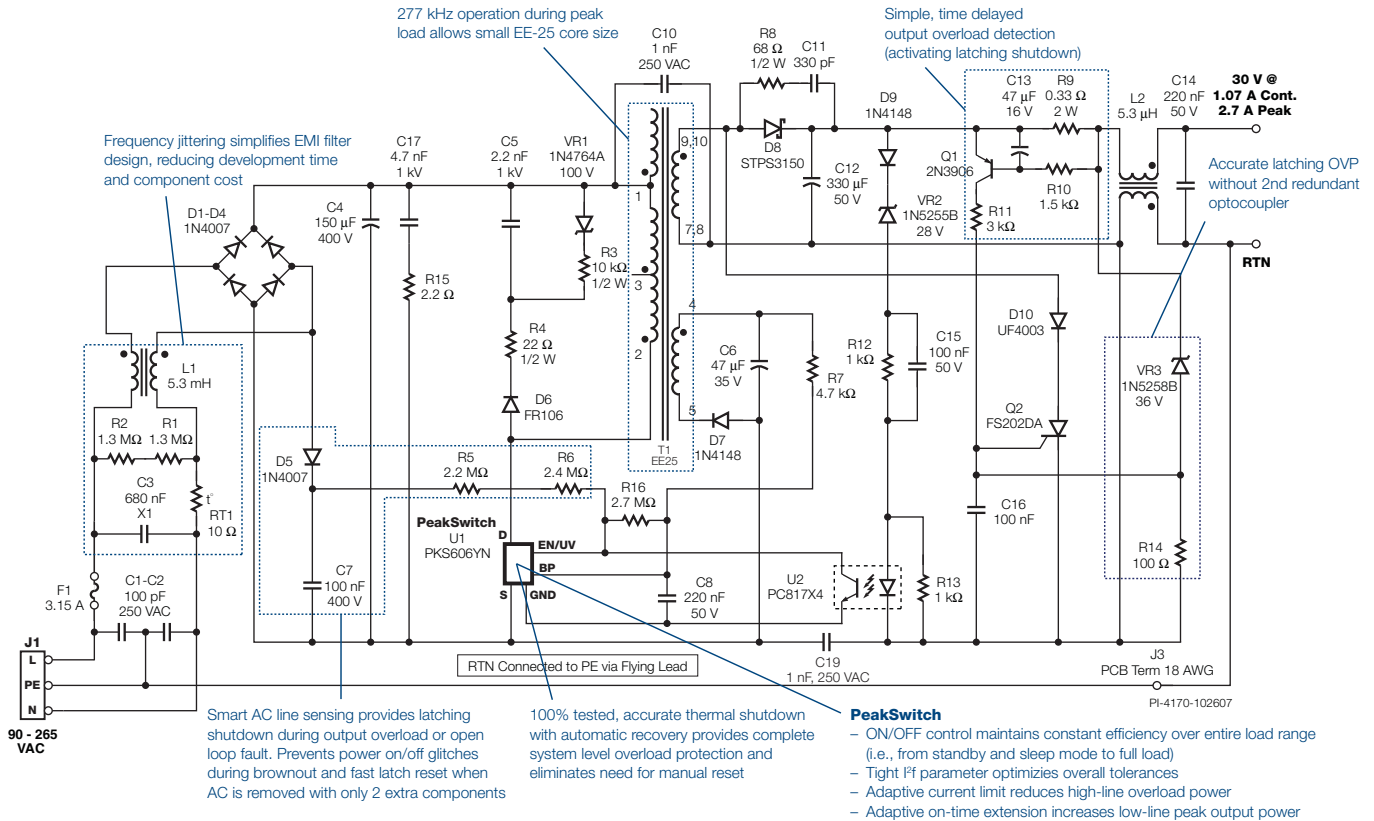 277 kHz operation during peak
load allows small EE-25 core size
C10
1 nF
250 VAC
R8
68 Ω
1/2 W
C11
330 pF
Simple, time delayed
output overload detection
(activating latching shutdown)
D9
1N4148
C13
47 µF
16 V
R9
0.33 Ω
2 W
L2
5.3 µH
C14
220 nF
50 V
30 V @
1.07 A Cont.
2.7 A Peak
Frequency jittering simplifies EMI filter
design, reducing development time
and component cost
C17
4.7 nF
1 kV
C5
2.2 nF
1 kV
VR1
1N4764A
100 V
9,10
D8
STPS3150
Q1
2N3906
Accurate latching OVP
without 2nd redundant
optocoupler
D1-D4
1N4007
C4
150 µF
400 V
1
C12
330 µF
50 V
VR2
1N5255B
28 V
R10
1.5 kΩ
R11
3 kΩ
7,8
RTN
R15
2.2 Ω
R3
10 kΩ
1/2 W
3
4
D10
UF4003
R4
22 Ω
1/2 W
2
C6
47 µF
35 V
R7
4.7 kΩ
R12
1 kΩ
C15
100 nF
50 V
L1
5.3 mH
VR3
1N5258B
36 V
D6
FR106
5
D7
1N4148
Q2
FS202DA
R2
1.3 MΩ
R1
1.3 MΩ
T1
EE25
D5
1N4007
R5
2.2 MΩ
R6
2.4 MΩ
C3
680 nF
X1
t°
RT1
10 Ω
R16
2.7 MΩ
C16
100 nF
PeakSwitch
U1
PKS606YN
D
EN/UV
BP
S
GND
R14
100 Ω
F1
3.15 A
C1-C2
100 pF
250 VAC
C7
100 nF
400 V
C8
220 nF
50 V
U2
PC817X4
R13
1 kΩ
J1
L
PE
N
90 - 265
VAC
RTN Connected to PE via Flying Lead
C19
1 nF, 250 VAC
J3
PCB Term 18 AWG
PI-4170-102607
Smart AC line sensing provides latching
shutdown during output overload or open
loop fault. Prevents power on/off glitches
during brownout and fast latch reset when
AC is removed with only 2 extra components
100% tested, accurate thermal shutdown
with automatic recovery provides complete
system level overload protection and
eliminates need for manual reset
PeakSwitch
– ON/OFF control maintains constant efficiency over entire load range
(i.e., from standby and sleep mode to full load)
– Tight I²f parameter optimizies overall tolerances
– Adaptive current limit reduces high-line overload power
– Adaptive on-time extension increases low-line peak output power